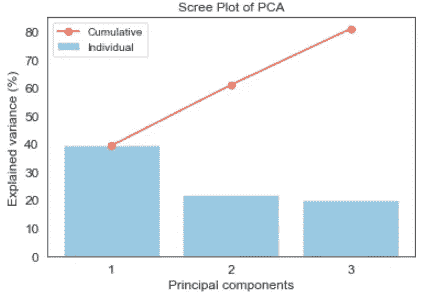 Scree Plot of PCA
Cumulative
Individual
Explained variance (%)
80
70
60
50
40
30
20
10
0
1 2 3
Principal components